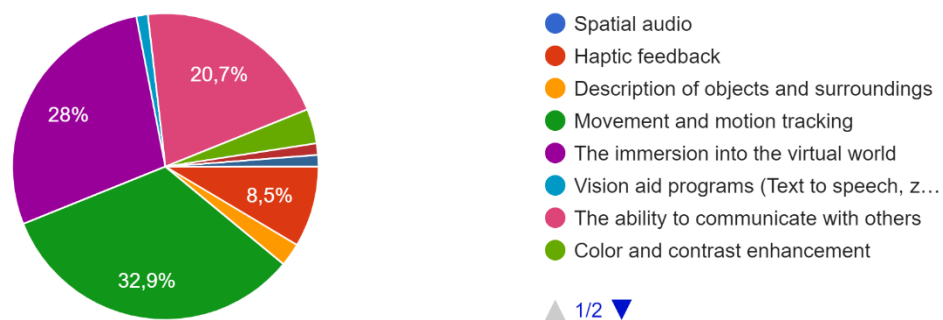 20,7%
28%
8,5%
32,9%
Spatial audio
Haptic feedback
Description of objects and surroundings
Movement and motion tracking
The immersion into the virtual world
Vision aid programs (Text to speech, z…
The ability to communicate with others
Color and contrast enhancement
1/2